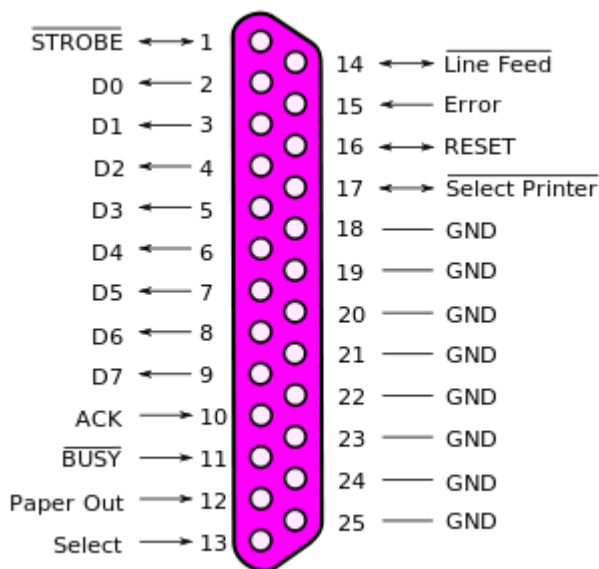 STROBE 1
D0 2
D1 3
D2 4
D3 5
D4 6
D5 7
D6 8
D7 9
ACK 10
BUSY 11
Paper Out 12
Select 13
14 Line Feed
15 Error
16 RESET
17 Select Printer
18 GND
19 GND
20 GND
21 GND
22 GND
23 GND
24 GND
25 GND